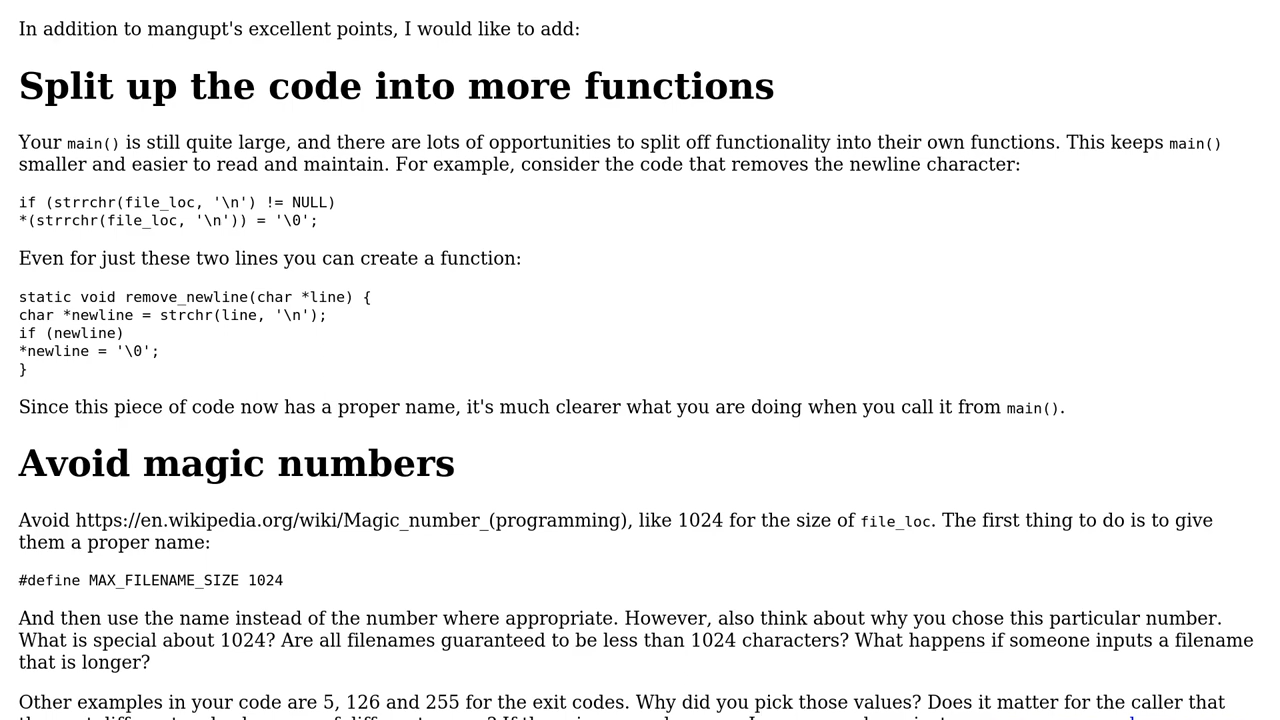 In addition to mangupt's excellent points, I would like to add:
Split up the code into more functions
Your main() is still quite large, and there are lots of opportunities to split off functionality into their own functions. This keeps main()
smaller and easier to read and maintain. For example, consider the code that removes the newline character:
if (strrchr(file_loc, '\n') != NULL)
*(strrchr(file_loc, '\n')) = '\0';
Even for just these two lines you can create a function:
static void remove_newline(char *line) {
char *newline = strchr(line, '\n');
if (newline)
*newline = '\0';
}
Since this piece of code now has a proper name, it's much clearer what you are doing when you call it from main().
Avoid magic numbers
Avoid https://en.wikipedia.org/wiki/Magic_number_(programming), like 1024 for the size of file_loc. The first thing to do is to give
them a proper name:
#define MAX_FILENAME_SIZE 1024
And then use the name instead of the number where appropriate. However, also think about why you chose this particular number.
What is special about 1024? Are all filenames guaranteed to be less than 1024 characters? What happens if someone inputs a filename
that is longer?
Other examples in your code are 5, 126 and 255 for the exit codes. Why did you pick those values? Does it matter for the caller that